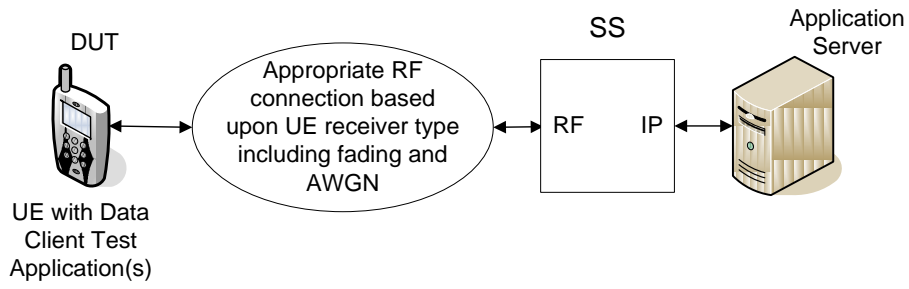 DUT
UE with Data
Client Test
Application(s)
Appropriate RF
connection based
upon UE receiver type
including fading and
AWGN
SS
RF
IP
Application
Server